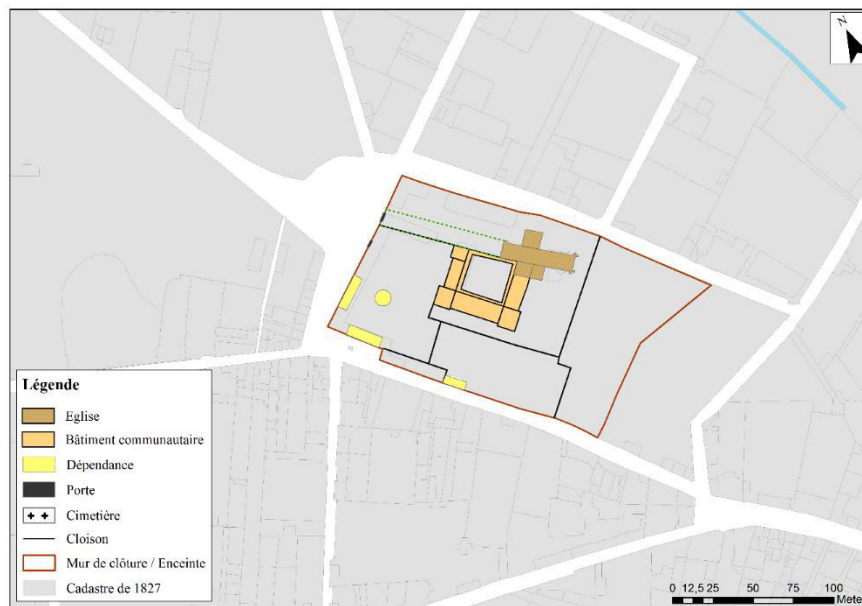 N
Légende
Eglise
Bâtiment communautaire
Dépendance
Porte
Cimetière
Cloison
Mur de clôture / Enceinte
Cadastre de 1827
0 12,5 25 50 75 100
Mete